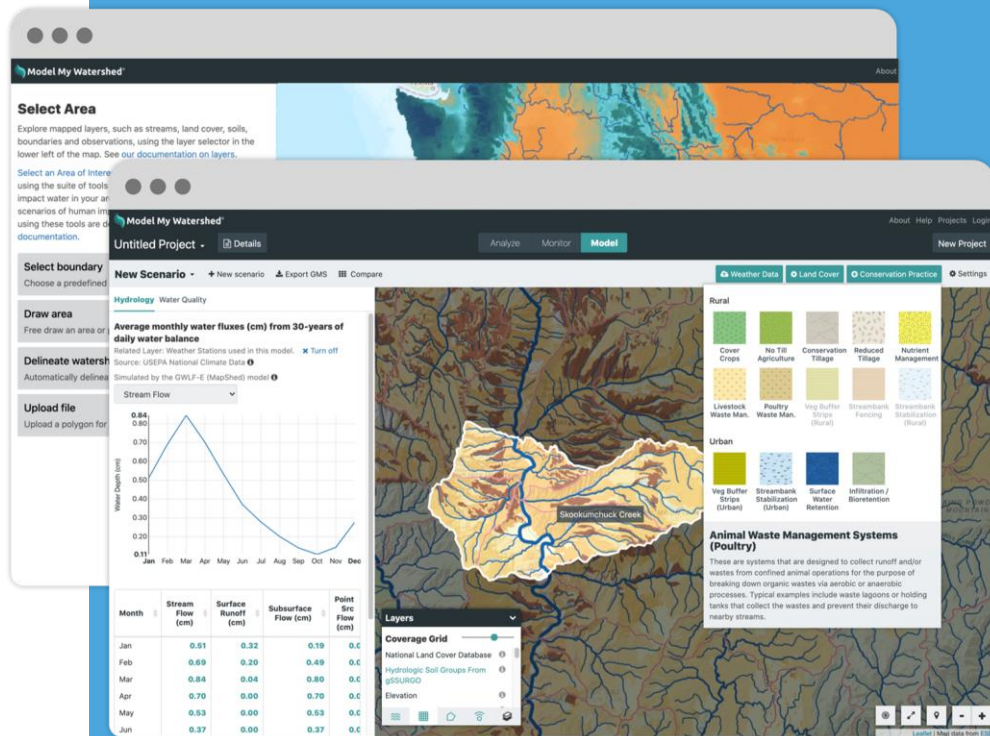 Model My Watershed®
About
Select Area
Explore mapped layers, such as streams, land cover, soils,
boundaries and observations, using the layer selector in the
lower left of the map. See our documentation on layers.
Select an Area of Intere
using the suite of tools
impact water in your ar
scenarios of human im
using these tools are d
documentation.
Select boundary
Choose a predefined
Draw area
Free draw an area or
Delineate watersh
Automatically delinea
Upload file
Upload a polygon for
Model My Watershed®
About Help Projects Login
Untitled Project
Details
Analyze Monitor Model
New Project
New Scenario
+ New scenario
Export GMS
Compare
Weather Data
Land Cover
Conservation Practice
Settings
Hydrology Water Quality
Average monthly water fluxes (cm) from 30-years of
daily water balance
Related Layer: Weather Stations used in this model. × Turn off
Source: USEPA National Climate Data
Simulated by the GWLF-E (MapShed) model
Stream Flow
Water Depth (cm)
0.84
0.80
0.70
0.60
0.50
0.40
0.30
0.20
0.11
Jan Feb Mar Apr May Jun Jul Aug Sep Oct Nov Dec
Month
Stream Flow (cm)
Surface Runoff (cm)
Subsurface Flow (cm)
Point Src Flow (cm)
Jan 0.51 0.32 0.19
Feb 0.69 0.20 0.49
Mar 0.84 0.04 0.80
Apr 0.70 0.00 0.70
May 0.53 0.00 0.53
Jun 0.37 0.00 0.37
Skookumchuck Creek
Layers
Coverage Grid
National Land Cover Database
Hydrologic Soil Groups From
gSSURGO
Elevation
Rural
Cover Crops
No Till Agriculture
Conservation Tillage
Reduced Tillage
Nutrient Management
Livestock Waste Man.
Poultry Waste Man.
Veg Buffer Strips (Rural)
Streambank Fencing
Streambank Stabilization (Rural)
Urban
Veg Buffer Strips (Urban)
Streambank Stabilization (Urban)
Surface Water Retention
Infiltration / Bioretention
Animal Waste Management Systems
(Poultry)
These are systems that are designed to collect runoff and/or
wastes from confined animal operations for the purpose of
breaking down organic wastes via aerobic or anaerobic
processes. Typical examples include waste lagoons or holding
tanks that collect the wastes and prevent their discharge to
nearby streams.
Leaflet | Map data from